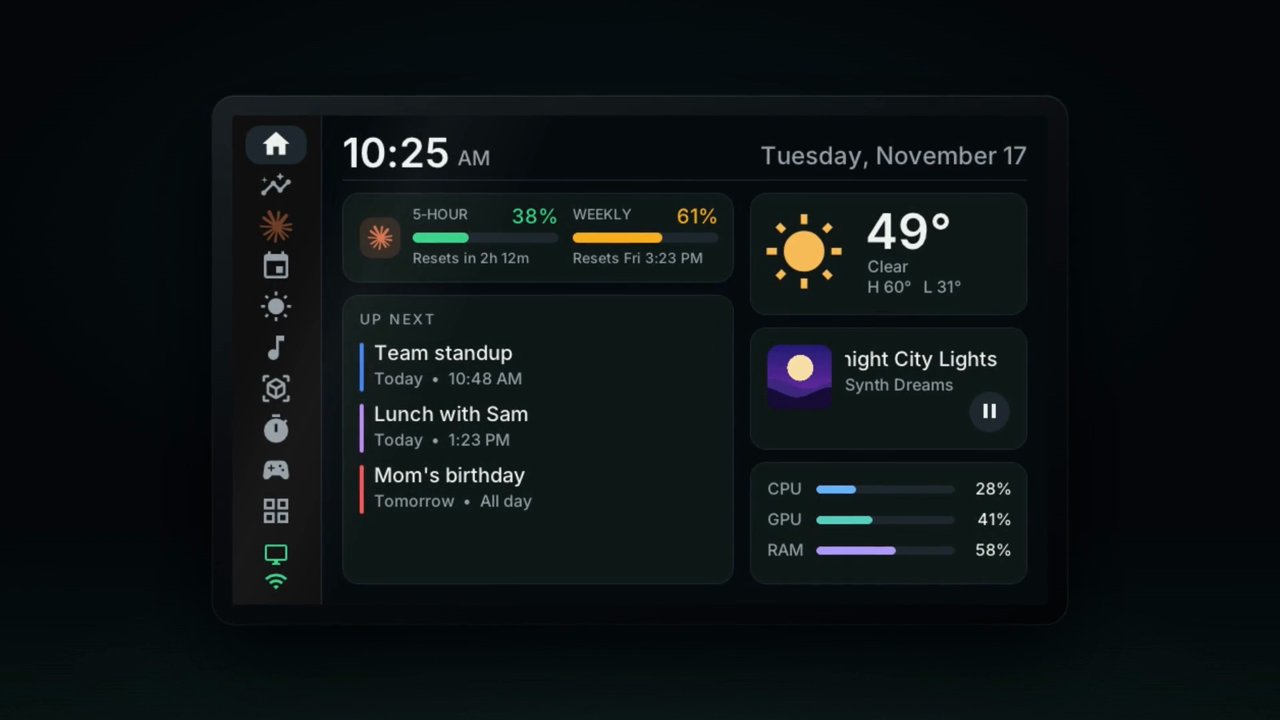 10:25 AM
Tuesday, November 17
5-HOUR 38%
Resets in 2h 12m
WEEKLY 61%
Resets Fri 3:23 PM
UP NEXT
Team standup
Today • 10:48 AM
Lunch with Sam
Today • 1:23 PM
Mom's birthday
Tomorrow • All day
49°
Clear
H 60° L 31°
night City Lights
Synth Dreams
CPU 28%
GPU 41%
RAM 58%